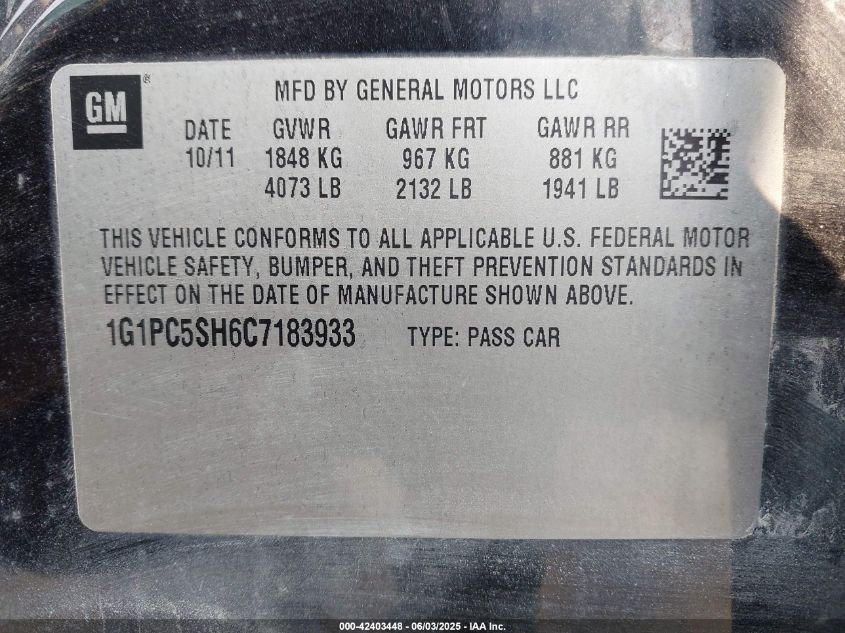 GM ®
MFD BY GENERAL MOTORS LLC
DATE GVWR GAWR FRT GAWR RR
10/11 1848 KG 967 KG 881 KG
4073 LB 2132 LB 1941 LB
THIS VEHICLE CONFORMS TO ALL APPLICABLE U.S. FEDERAL MOTOR
VEHICLE SAFETY, BUMPER, AND THEFT PREVENTION STANDARDS IN
EFFECT ON THE DATE OF MANUFACTURE SHOWN ABOVE.
1G1PC5SH6C7183933 TYPE: PASS CAR
000-42403448 - 06/03/2025 - IAA Inc.